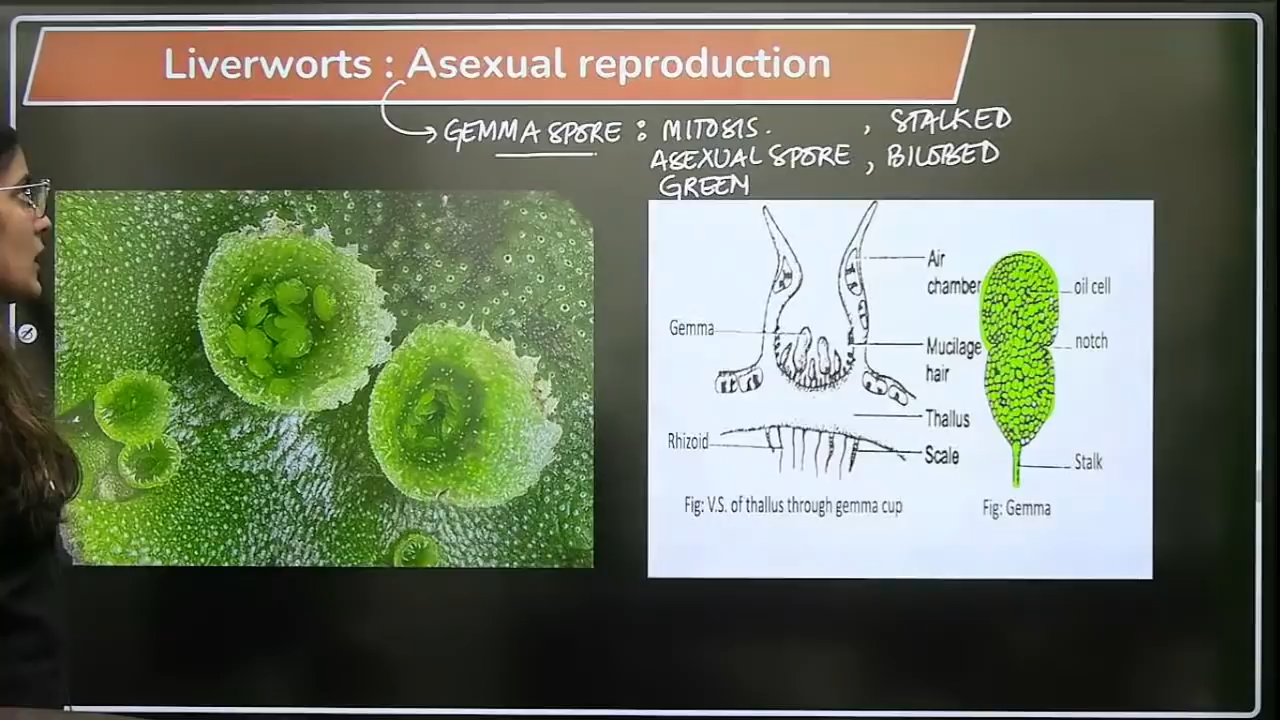 Liverworts : Asexual reproduction
GEMMA SPORE : MITOSIS. , STALKED
ASEXUAL SPORE , BILOBED
GREEN
Air
chamber
Gemma
Mucilage
hair
Thallus
Rhizoid
Scale
Fig: V.S. of thallus through gemma cup
oil cell
notch
Stalk
Fig: Gemma